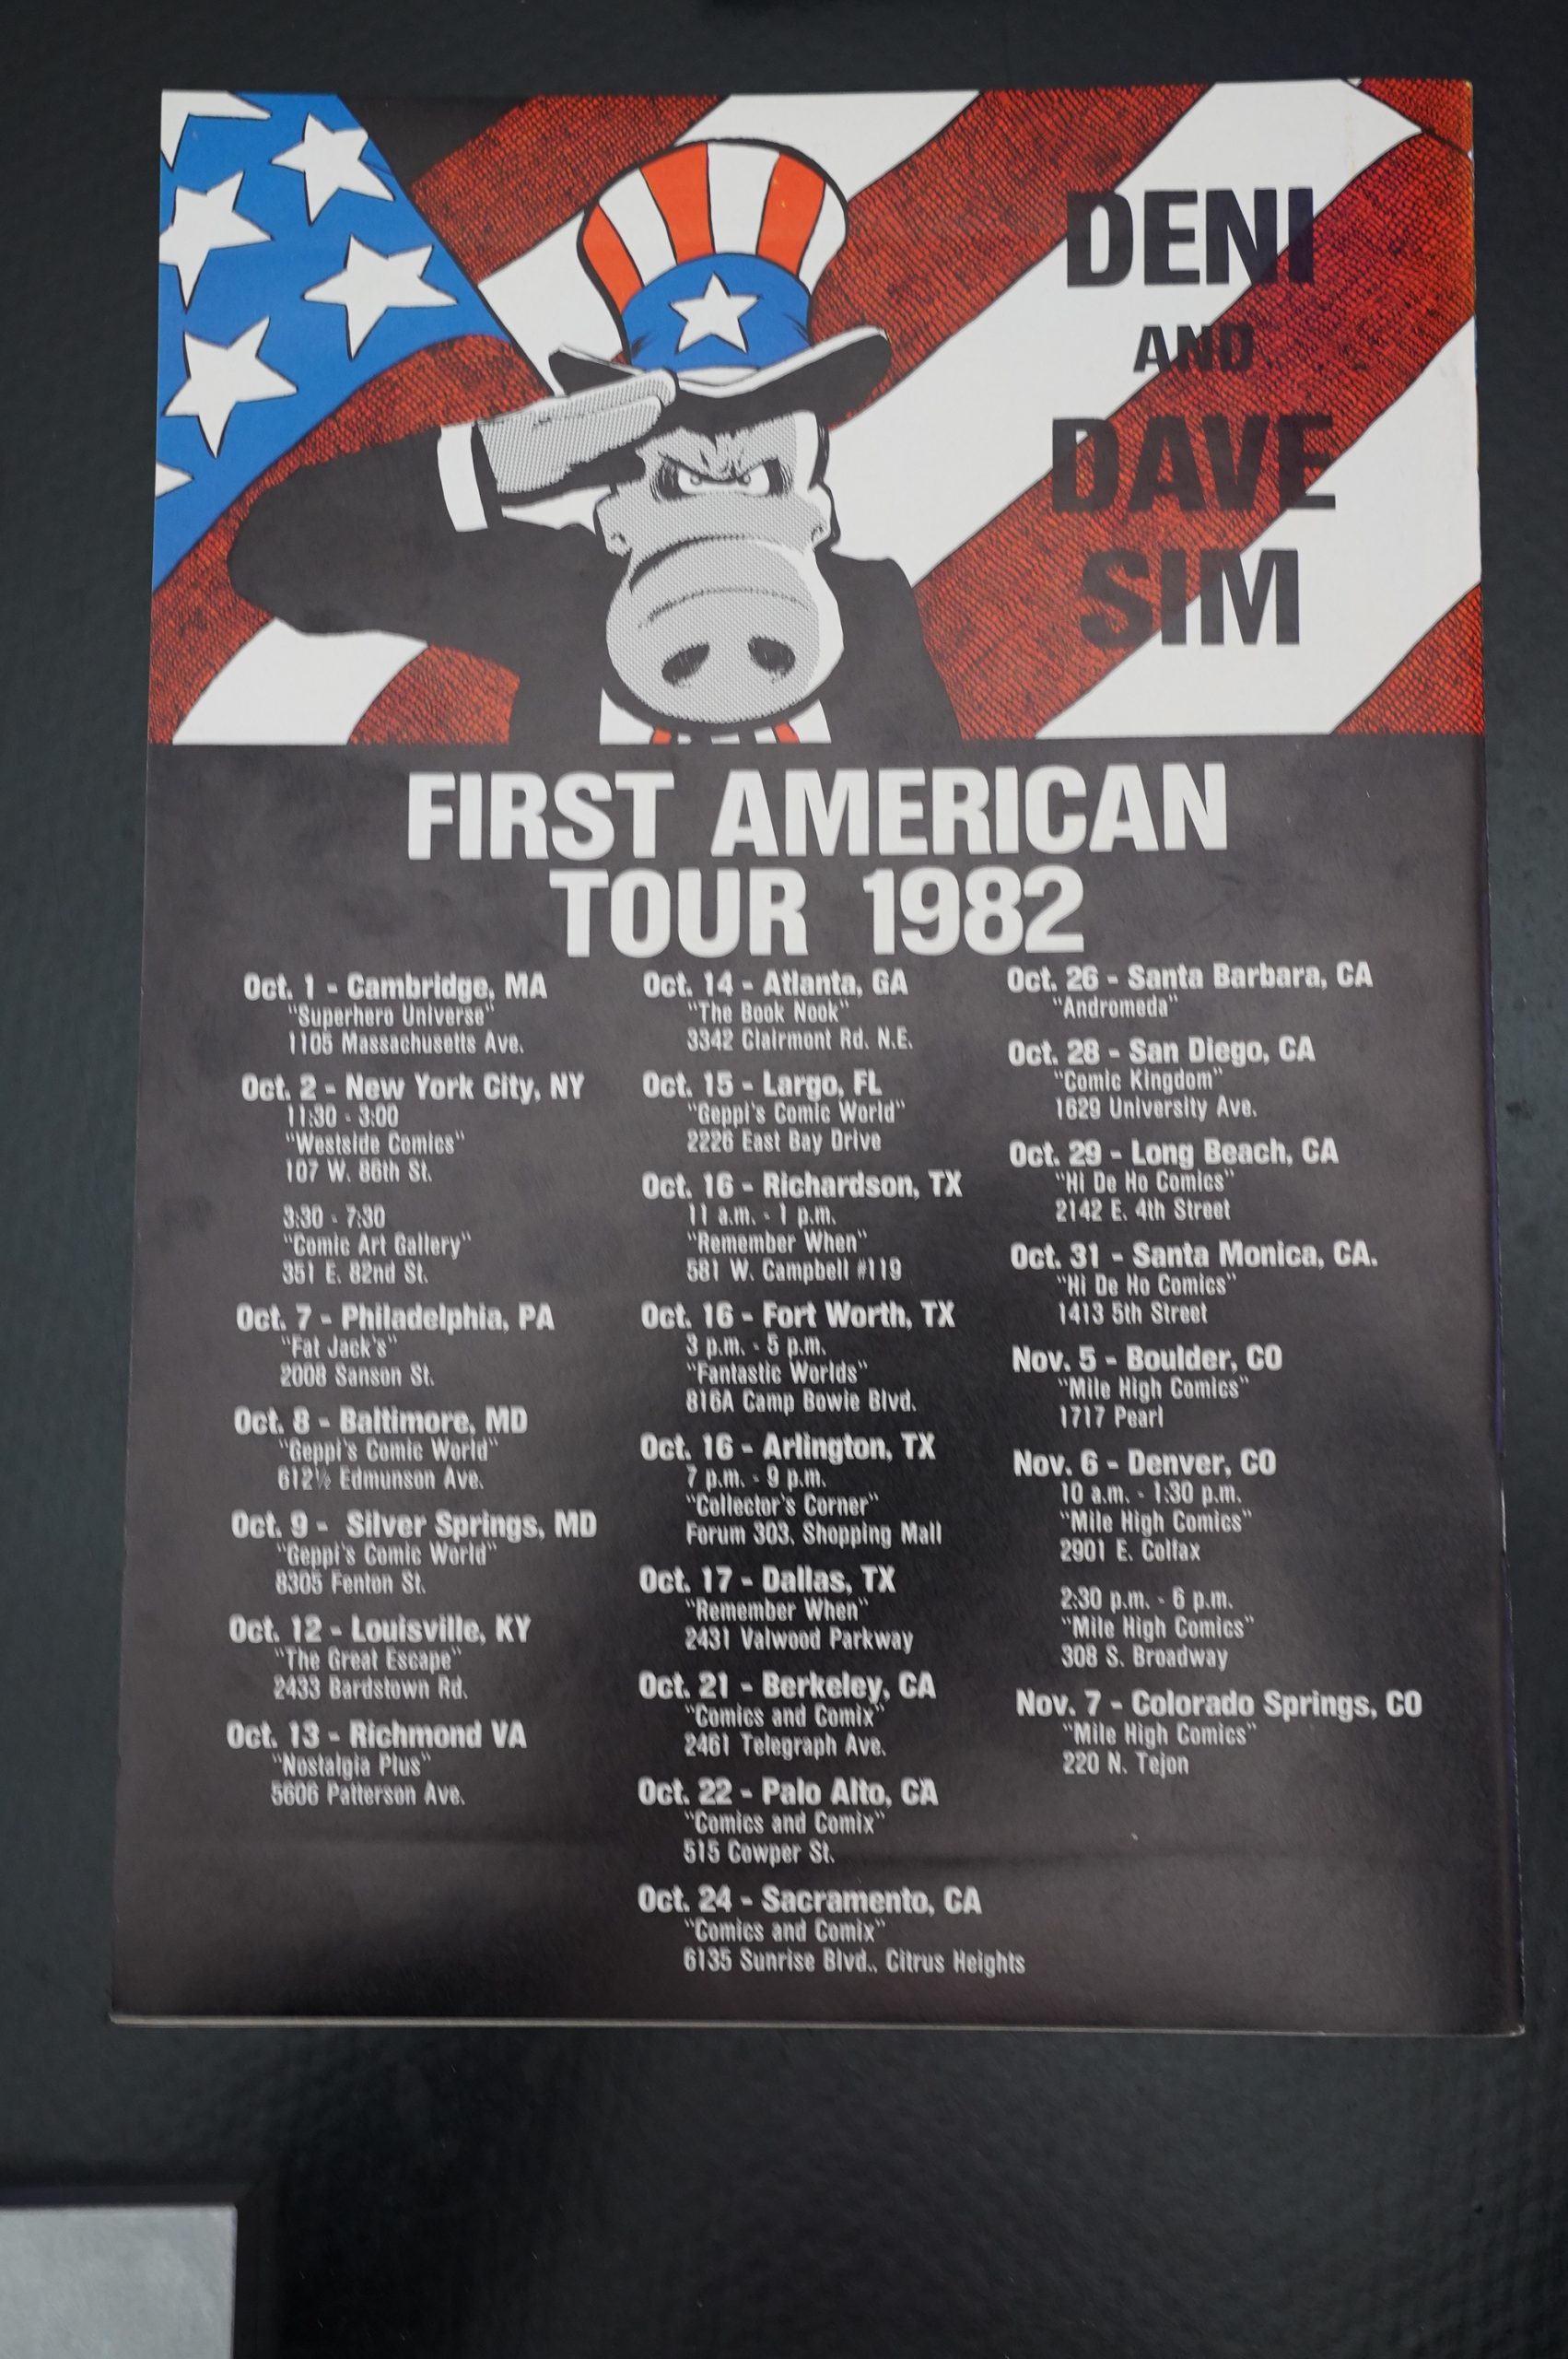 DENI
AND
DAVE
SIM
FIRST AMERICAN
TOUR 1982
Oct. 1 - Cambridge, MA
"Superhero Universe"
1105 Massachusetts Ave.
Oct. 2 - New York City, NY
11:30 - 3:00
"Westside Comics"
107 W. 86th St.
3:30 - 7:30
"Comic Art Gallery"
351 E. 82nd St.
Oct. 7 - Philadelphia, PA
"Fat Jack's"
2008 Sanson St.
Oct. 8 - Baltimore, MD
"Geppi's Comic World"
612½ Edmunson Ave.
Oct. 9 - Silver Springs, MD
"Geppi's Comic World"
8305 Fenton St.
Oct. 12 - Louisville, KY
"The Great Escape"
2433 Bardstown Rd.
Oct. 13 - Richmond VA
"Nostalgia Plus"
5606 Patterson Ave.
Oct. 14 - Atlanta, GA
"The Book Nook"
3342 Clairmont Rd. N.E.
Oct. 15 - Largo, FL
"Geppi's Comic World"
2226 East Bay Drive
Oct. 16 - Richardson, TX
11 a.m. - 1 p.m.
"Remember When"
581 W. Campbell #119
Oct. 16 - Fort Worth, TX
3 p.m. - 5 p.m.
"Fantastic Worlds"
816A Camp Bowie Blvd.
Oct. 16 - Arlington, TX
7 p.m. - 9 p.m.
"Collector's Corner"
Forum 303, Shopping Mall
Oct. 17 - Dallas, TX
"Remember When"
2431 Valwood Parkway
Oct. 21 - Berkeley, CA
"Comics and Comix"
2461 Telegraph Ave.
Oct. 22 - Palo Alto, CA
"Comics and Comix"
515 Cowper St.
Oct. 24 - Sacramento, CA
"Comics and Comix"
6135 Sunrise Blvd., Citrus Heights
Oct. 26 - Santa Barbara, CA
"Andromeda"
Oct. 28 - San Diego, CA
"Comic Kingdom"
1629 University Ave.
Oct. 29 - Long Beach, CA
"Hi De Ho Comics"
2142 E. 4th Street
Oct. 31 - Santa Monica, CA.
"Hi De Ho Comics"
1413 5th Street
Nov. 5 - Boulder, CO
"Mile High Comics"
1717 Pearl
Nov. 6 - Denver, CO
10 a.m. - 1:30 p.m.
"Mile High Comics"
2901 E. Colfax
2:30 p.m. - 6 p.m.
"Mile High Comics"
308 S. Broadway
Nov. 7 - Colorado Springs, CO
"Mile High Comics"
220 N. Tejon